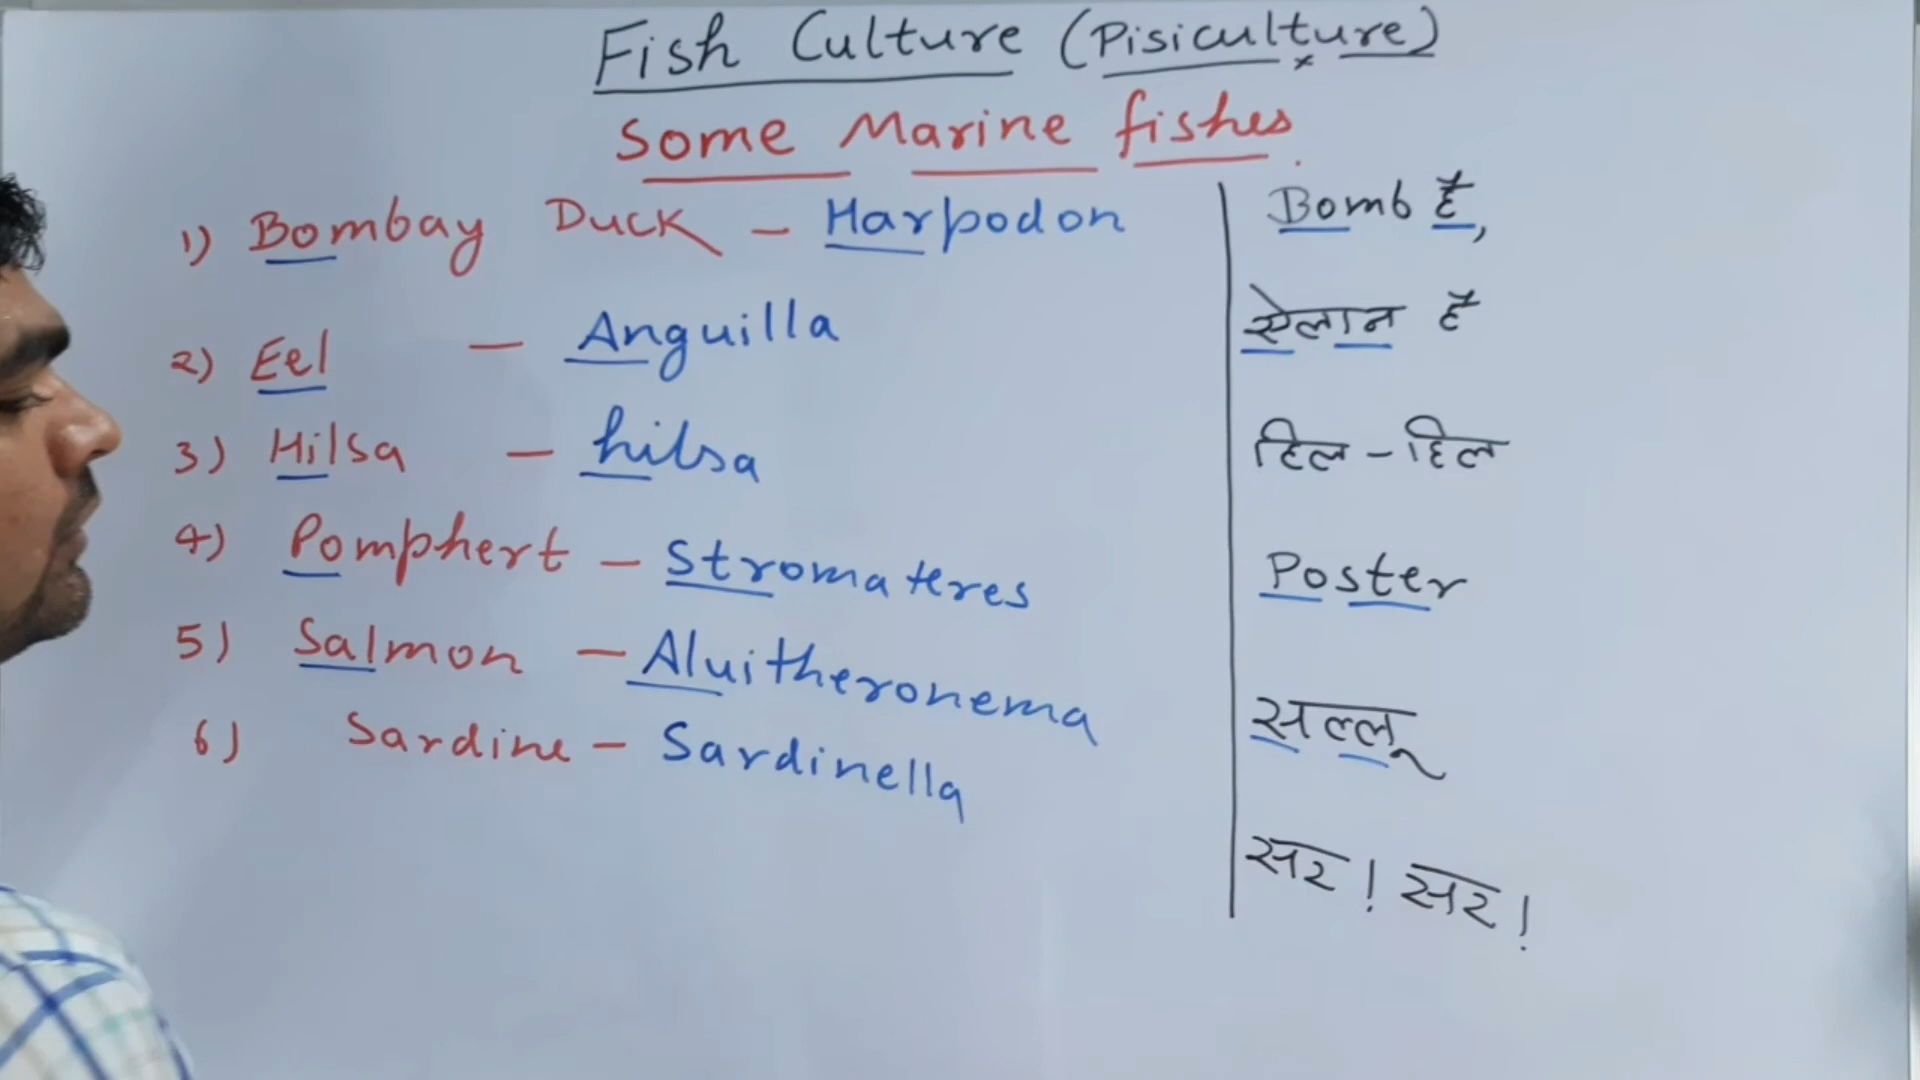 Fish Culture (Pisiculture)
Some Marine fishes.
1) Bombay Duck - Harpodon
2) Eel - Anguilla
3) Hilsa - hilsa
4) Pomphert - Stromateres
5) Salmon - Aluitheronema
6) Sardine - Sardinella
Bomb है,
ऐलान है
हिल - हिल
Poster
सल्लू
सर ! सर !